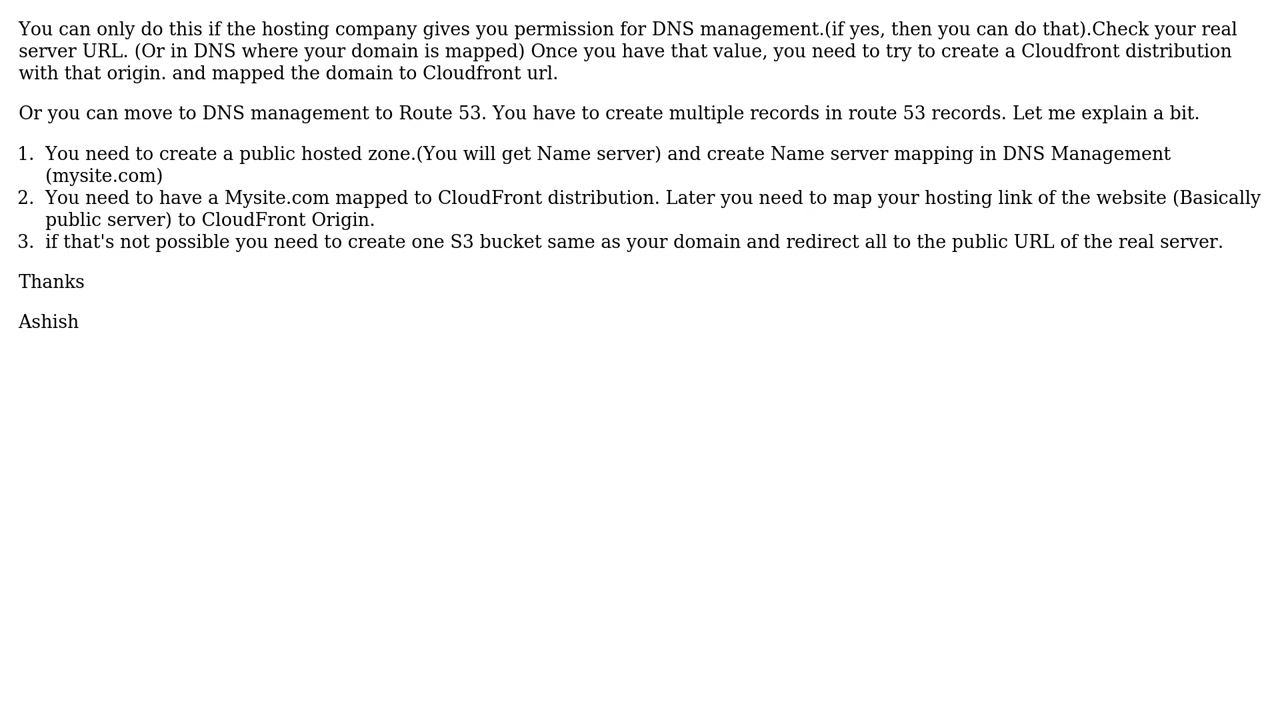 You can only do this if the hosting company gives you permission for DNS management.(if yes, then you can do that).Check your real
server URL. (Or in DNS where your domain is mapped) Once you have that value, you need to try to create a Cloudfront distribution
with that origin. and mapped the domain to Cloudfront url.
Or you can move to DNS management to Route 53. You have to create multiple records in route 53 records. Let me explain a bit.
1. You need to create a public hosted zone.(You will get Name server) and create Name server mapping in DNS Management
(mysite.com)
2. You need to have a Mysite.com mapped to CloudFront distribution. Later you need to map your hosting link of the website (Basically
public server) to CloudFront Origin.
3. if that's not possible you need to create one S3 bucket same as your domain and redirect all to the public URL of the real server.
Thanks
Ashish